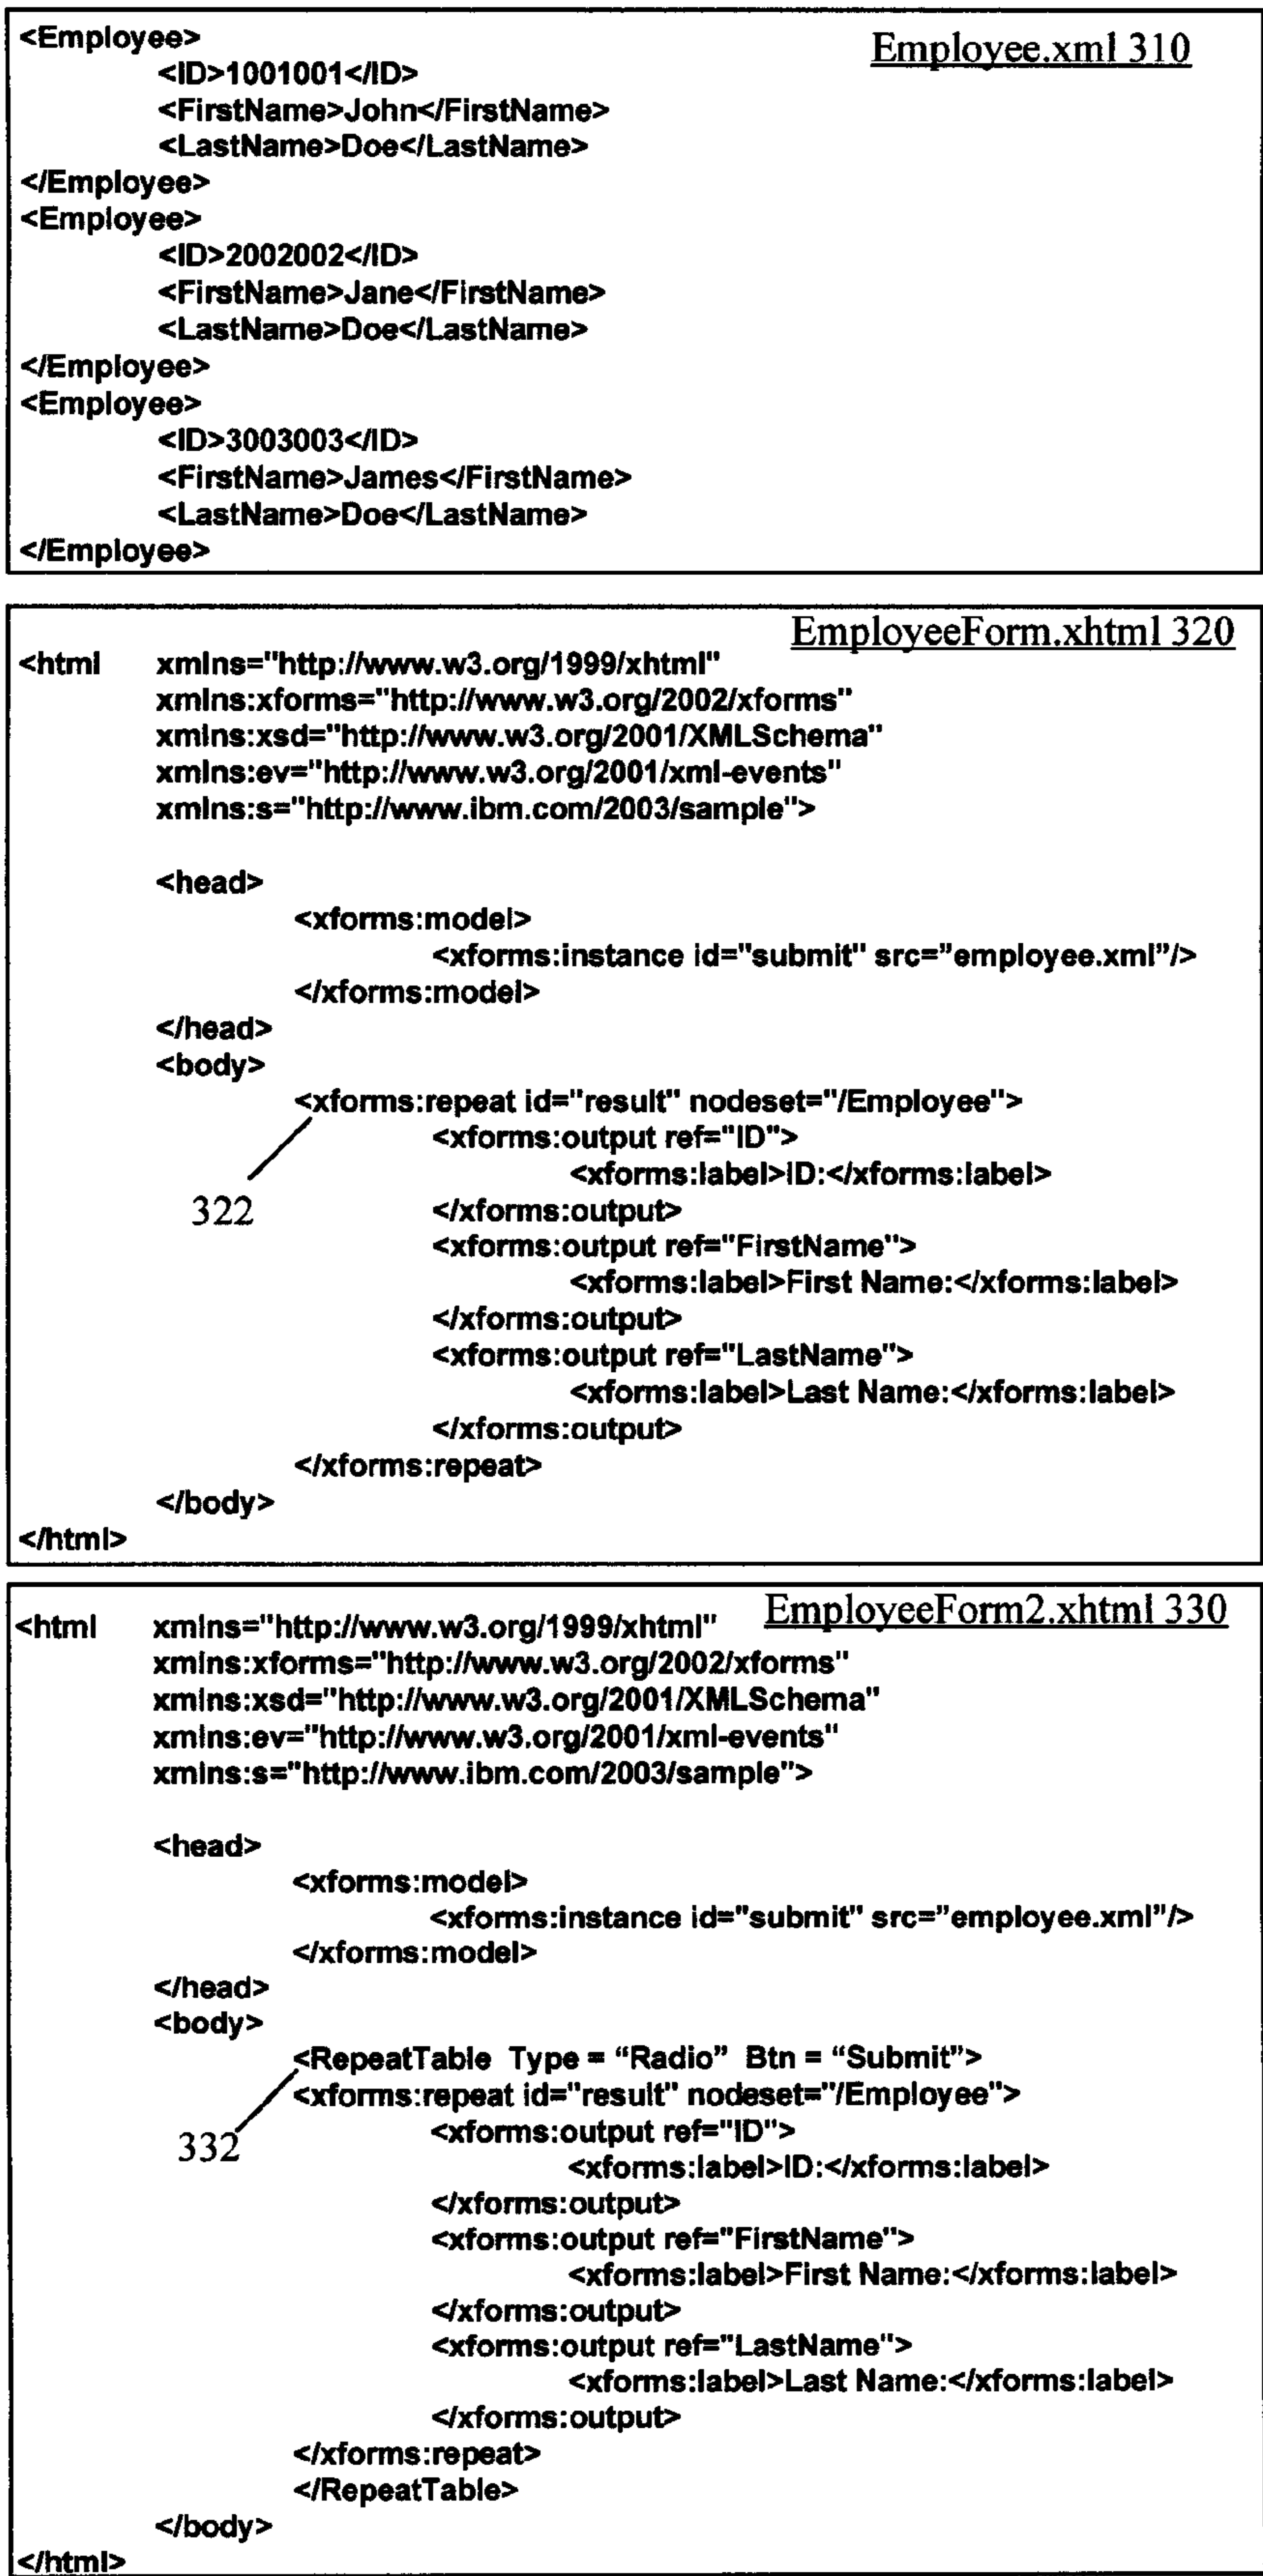 <Employee>
Employee.xml 310
<ID>1001001</ID>
<FirstName>John</FirstName>
<LastName>Doe</LastName>
</Employee>
<Employee>
<ID>2002002</ID>
<FirstName>Jane</FirstName>
<LastName>Doe</LastName>
</Employee>
<Employee>
<ID>3003003</ID>
<FirstName>James</FirstName>
<LastName>Doe</LastName>
</Employee>
EmployeeForm.xhtml 320
<html xmlns="http://www.w3.org/1999/xhtml"
xmlns:xforms="http://www.w3.org/2002/xforms"
xmlns:xsd="http://www.w3.org/2001/XMLSchema"
xmlns:ev="http://www.w3.org/2001/xml-events"
xmlns:s="http://www.ibm.com/2003/sample">
<head>
<xforms:model>
<xforms:instance id="submit" src=”employee.xml”/>
</xforms:model>
</head>
<body>
<xforms:repeat id="result" nodeset="/Employee">
<xforms:output ref="ID">
<xforms:label>ID:</xforms:label>
322
</xforms:output>
<xforms:output ref="FirstName">
<xforms:label>First Name:</xforms:label>
</xforms:output>
<xforms:output ref="LastName">
<xforms:label>Last Name:</xforms:label>
</xforms:output>
</xforms:repeat>
</body>
</html>
EmployeeForm2.xhtml 330
<html xmlns="http://www.w3.org/1999/xhtml"
xmlns:xforms="http://www.w3.org/2002/xforms"
xmlns:xsd="http://www.w3.org/2001/XMLSchema"
xmlns:ev="http://www.w3.org/2001/xml-events"
xmlns:s="http://www.ibm.com/2003/sample">
<head>
<xforms:model>
<xforms:instance id="submit" src=”employee.xml”/>
</xforms:model>
</head>
<body>
<RepeatTable Type = “Radio” Btn = “Submit”>
<xforms:repeat id="result" nodeset="/Employee">
<xforms:output ref="ID">
332
<xforms:label>ID:</xforms:label>
</xforms:output>
<xforms:output ref="FirstName">
<xforms:label>First Name:</xforms:label>
</xforms:output>
<xforms:output ref="LastName">
<xforms:label>Last Name:</xforms:label>
</xforms:output>
</xforms:repeat>
</RepeatTable>
</body>
</html>